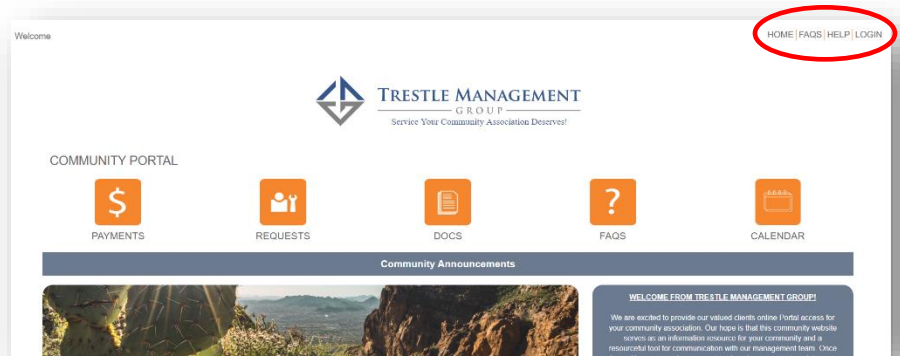 Welcome
HOME | FAQS | HELP | LOGIN
TRESTLE MANAGEMENT
GROUP
Service Your Community Association Deserves!
COMMUNITY PORTAL
$
?
PAYMENTS
REQUESTS
DOCS
FAQS
CALENDAR
Community Announcements
WELCOME FROM TRESTLE MANAGEMENT GROUP!
We are excited to provide our valued clients online Portal access for
your community association. Our hope is that this community website
serves as an information resource for your community and a
resourceful tool for communication with our management team. Once